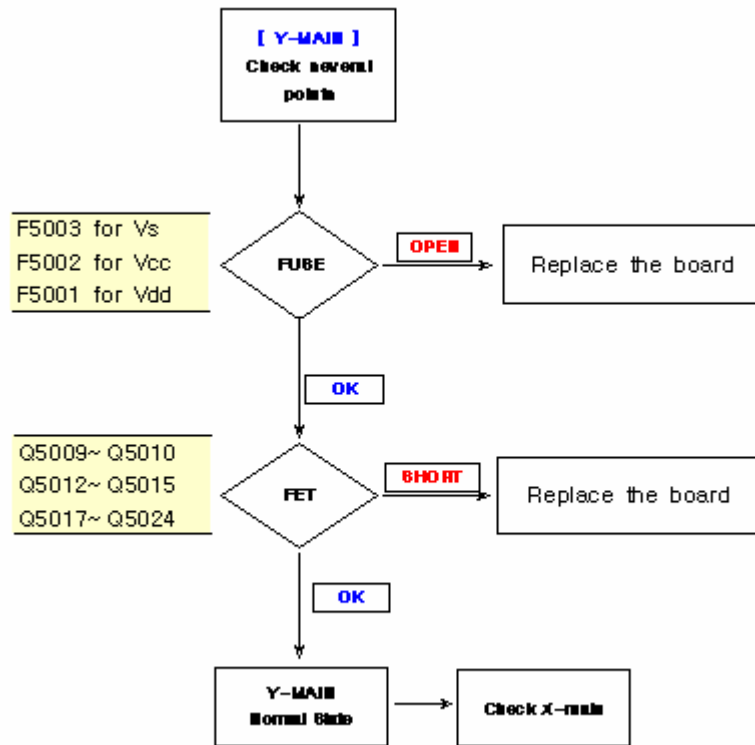 [ Y-MAIN ]
Check several
points
F5003 for Vs
F5002 for Vcc
F5001 for Vdd
FUSE
OPEN
Replace the board
OK
Q5009~Q5010
Q5012~Q5015
Q5017~Q5024
FET
SHORT
Replace the board
OK
Y-MAIN
Normal State
Check X-main